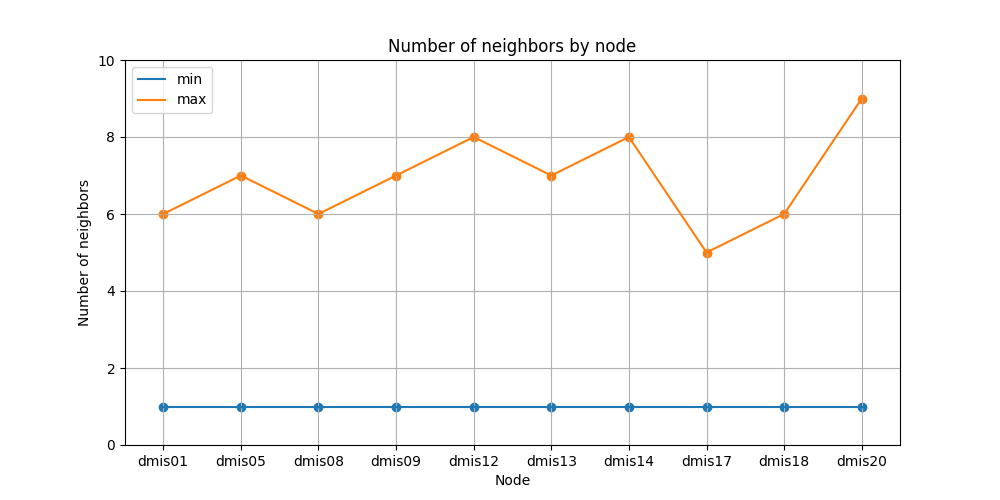 Number of neighbors by node
min
max
Number of neighbors
10
8
6
4
2
0
dmis01 dmis05 dmis08 dmis09 dmis12 dmis13 dmis14 dmis17 dmis18 dmis20
Node